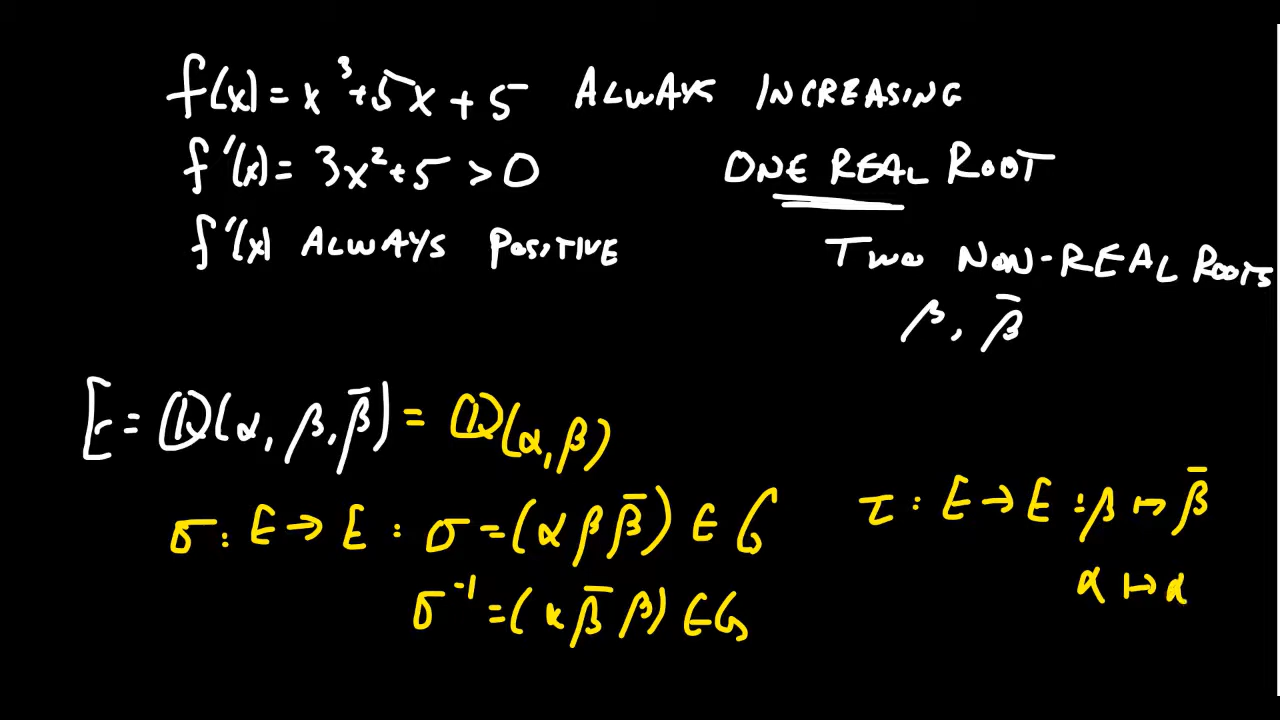 f(x) = x³+5x+5 ALWAYS INCREASING
f'(x) = 3x²+5 >0 ONE REAL ROOT
f'(x) ALWAYS POSITIVE
TWO NON-REAL ROOTS
β, β̄
E = ℚ(α, β, β̄) = ℚ(α, β)
σ: E → E : σ = (α β β̄) ∈ G
τ : E → E : β ↦ β̄
α ↦ α
σ⁻¹ = (α β̄ β) ∈ G